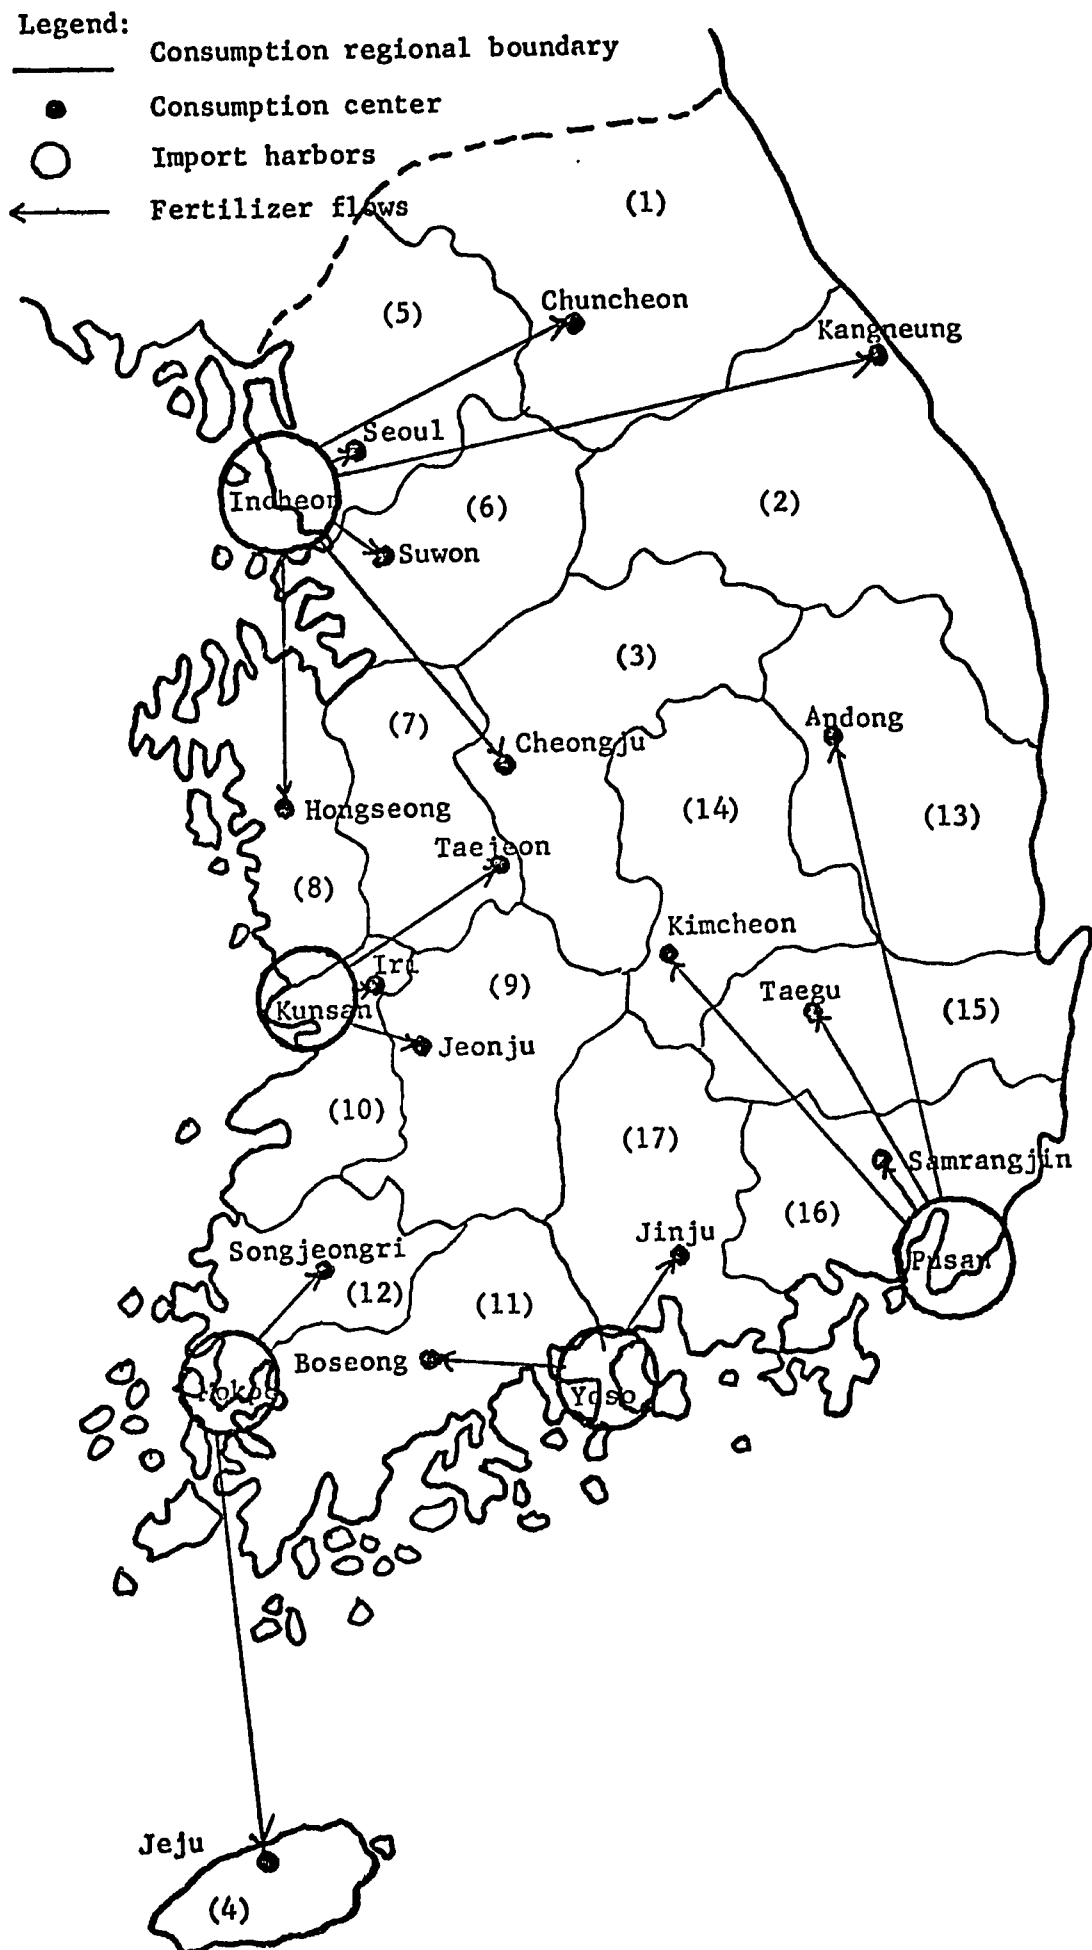 Legend:
Consumption regional boundary
Consumption center
Import harbors
Fertilizer flows
(1)
Chuncheon
(5)
Kangneung
Seoul
Incheon
(6)
(2)
Suwon
(3)
(7)
Andong
Cheongju
Hongseong
(14)
(13)
Taejeon
(8)
Kimcheon
Iri
(9)
Taegu
(15)
Kunsan
Jeonju
(10)
(17)
Samrangjin
(16)
Jinju
Songjeongri
Pusan
(12)
(11)
Boseong
Mokpo
Yoso
Jeju
(4)